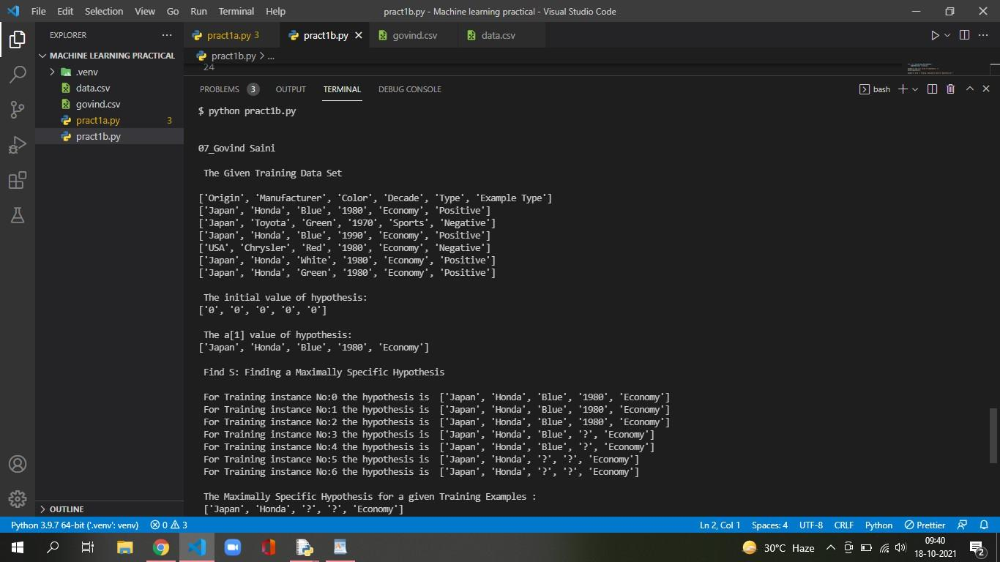 File Edit Selection View Go Run Terminal Help pract1b.py - Machine learning practical - Visual Studio Code
EXPLORER ... pract1a.py 3 pract1b.py govind.csv data.csv
MACHINE LEARNING PRACTICAL
pract1b.py > ...
.venv
24
data.csv
govind.csv
pract1a.py 3
pract1b.py
PROBLEMS 3 OUTPUT TERMINAL DEBUG CONSOLE bash
$ python pract1b.py
07_Govind Saini
The Given Training Data Set
['Origin', 'Manufacturer', 'Color', 'Decade', 'Type', 'Example Type']
['Japan', 'Honda', 'Blue', '1980', 'Economy', 'Positive']
['Japan', 'Toyota', 'Green', '1970', 'Sports', 'Negative']
['Japan', 'Honda', 'Blue', '1990', 'Economy', 'Positive']
['USA', 'Chrysler', 'Red', '1980', 'Economy', 'Negative']
['Japan', 'Honda', 'White', '1980', 'Economy', 'Positive']
['Japan', 'Honda', 'Green', '1980', 'Economy', 'Positive']
The initial value of hypothesis:
['0', '0', '0', '0', '0']
The a[1] value of hypothesis:
['Japan', 'Honda', 'Blue', '1980', 'Economy']
Find S: Finding a Maximally Specific Hypothesis
For Training instance No:0 the hypothesis is ['Japan', 'Honda', 'Blue', '1980', 'Economy']
For Training instance No:1 the hypothesis is ['Japan', 'Honda', 'Blue', '1980', 'Economy']
For Training instance No:2 the hypothesis is ['Japan', 'Honda', 'Blue', '1980', 'Economy']
For Training instance No:3 the hypothesis is ['Japan', 'Honda', 'Blue', '?', 'Economy']
For Training instance No:4 the hypothesis is ['Japan', 'Honda', 'Blue', '?', 'Economy']
For Training instance No:5 the hypothesis is ['Japan', 'Honda', '?', '?', 'Economy']
For Training instance No:6 the hypothesis is ['Japan', 'Honda', '?', '?', 'Economy']
The Maximally Specific Hypothesis for a given Training Examples :
['Japan', 'Honda', '?', '?', 'Economy']
OUTLINE
Python 3.9.7 64-bit ('.venv': venv) 0 3 Ln 2, Col 1 Spaces: 4 UTF-8 CRLF Python Prettier
30°C Haze
09:40
18-10-2021
2